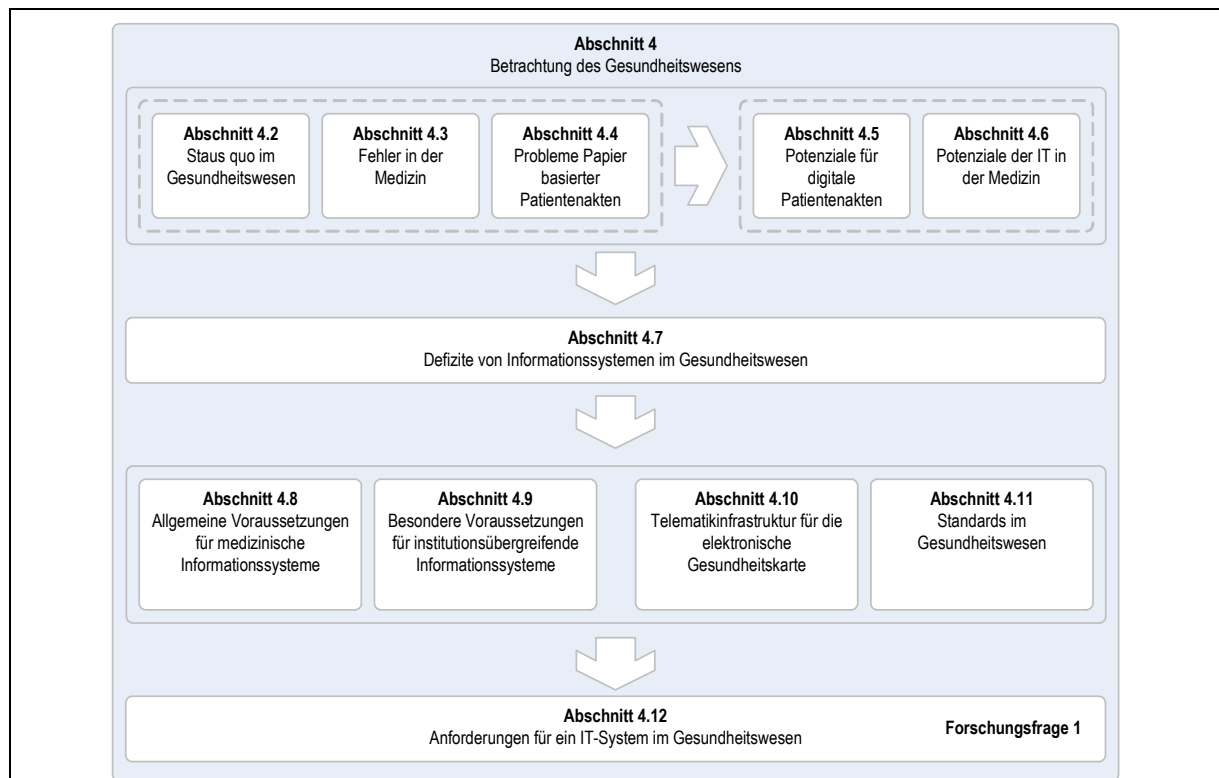 Abschnitt 4
Betrachtung des Gesundheitswesens
Abschnitt 4.2
Staus quo im
Gesundheitswesen
Abschnitt 4.3
Fehler in der
Medizin
Abschnitt 4.4
Probleme Papier
basierter
Patientenakten
Abschnitt 4.5
Potenziale für
digitale
Patientenakten
Abschnitt 4.6
Potenziale der IT in
der Medizin
Abschnitt 4.7
Defizite von Informationssystemen im Gesundheitswesen
Abschnitt 4.8
Allgemeine Voraussetzungen
für medizinische
Informationssysteme
Abschnitt 4.9
Besondere Voraussetzungen
für institutionsübergreifende
Informationssysteme
Abschnitt 4.10
Telematikinfrastruktur für die
elektronische
Gesundheitskarte
Abschnitt 4.11
Standards im
Gesundheitswesen
Abschnitt 4.12
Anforderungen für ein IT-System im Gesundheitswesen
Forschungsfrage 1